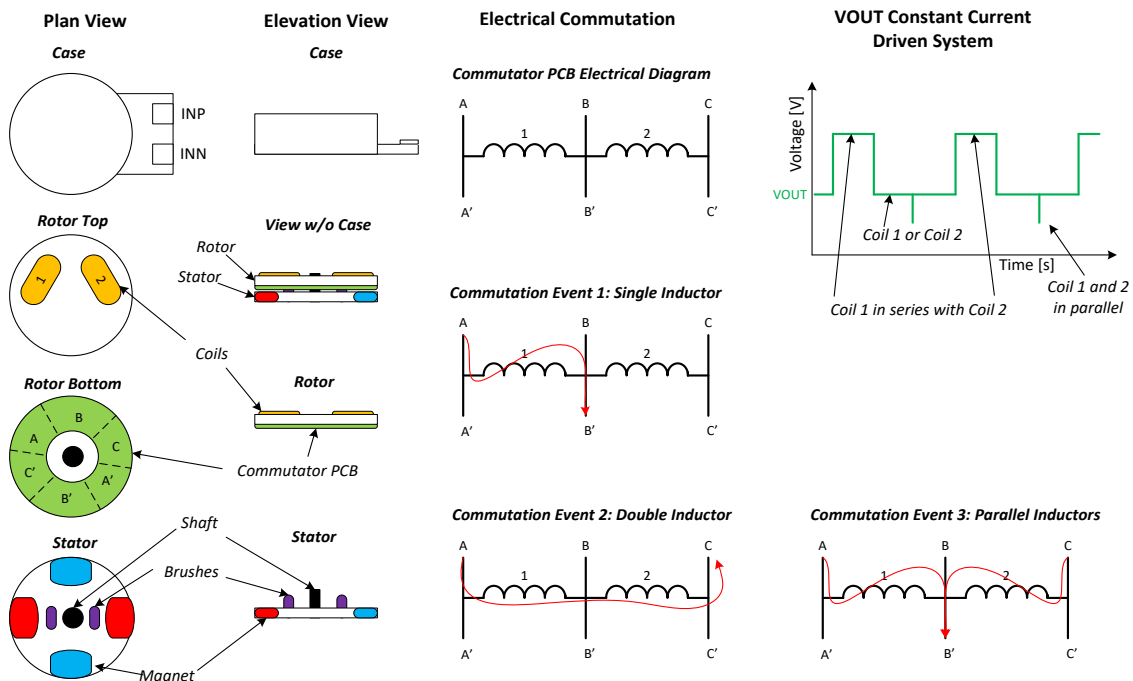 Plan View
Case
INP
INN
Rotor Top
1
2
Coils
Rotor Bottom
A
B
C
C’
B’
A’
Commutator PCB
Stator
Shaft
Brushes
Magnet
Elevation View
Case
View w/o Case
Rotor
Stator
Rotor
Stator
Electrical Commutation
Commutator PCB Electrical Diagram
A B C
1 2
A’ B’ C’
Commutation Event 1: Single Inductor
A B C
1 2
A’ B’ C’
Commutation Event 2: Double Inductor
A B C
1 2
A’ B’ C’
VOUT Constant Current
Driven System
Voltage [V]
VOUT
Coil 1 or Coil 2
Time [s]
Coil 1 in series with Coil 2
Coil 1 and 2
in parallel
Commutation Event 3: Parallel Inductors
A B C
1 2
A’ B’ C’